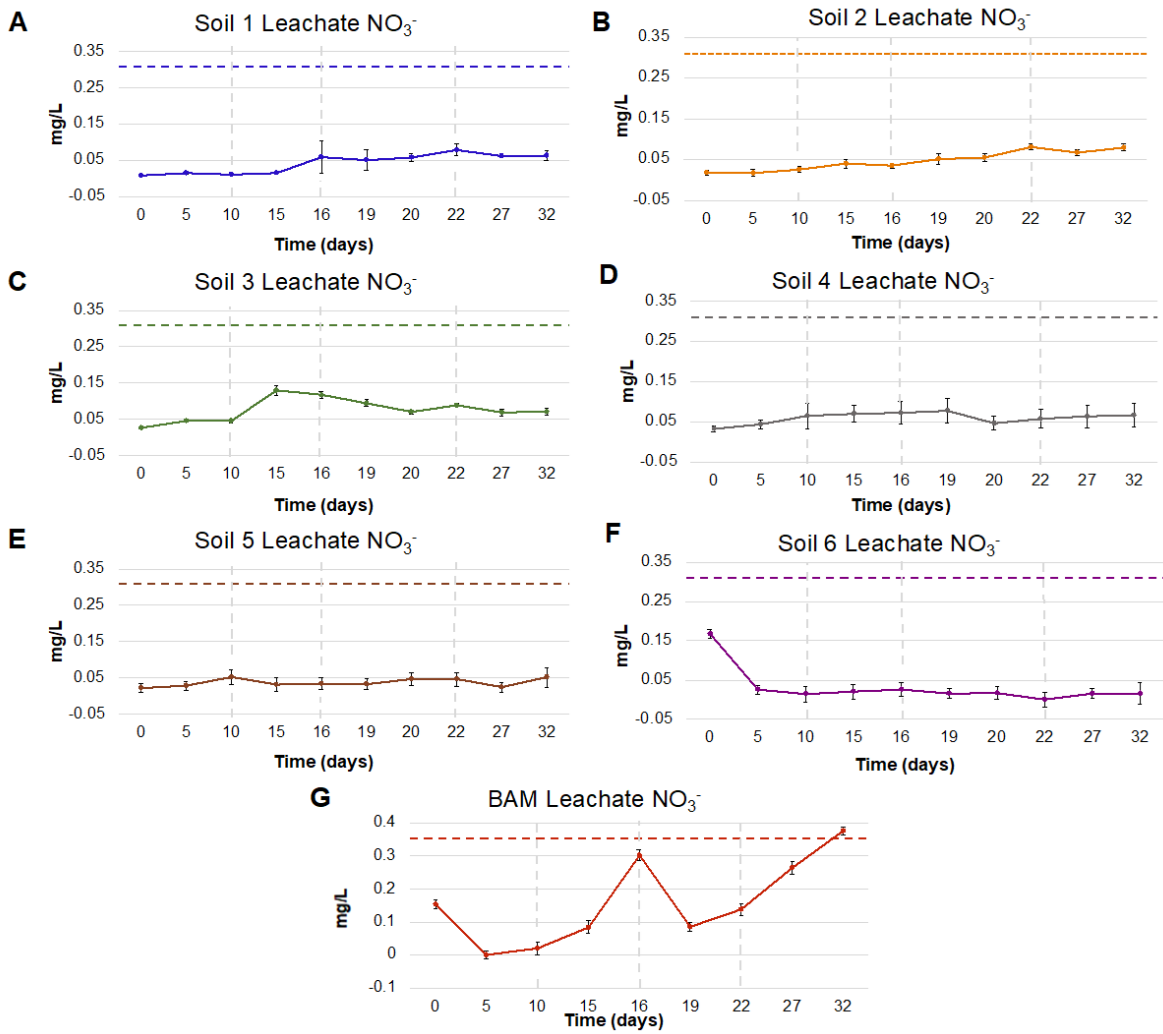 A
Soil 1 Leachate NO₃⁻
mg/L
0.35
0.25
0.15
0.05
-0.05
0 5 10 15 16 19 20 22 27 32
Time (days)
B
Soil 2 Leachate NO₃⁻
mg/L
0.35
0.25
0.15
0.05
-0.05
0 5 10 15 16 19 20 22 27 32
Time (days)
C
Soil 3 Leachate NO₃⁻
mg/L
0.35
0.25
0.15
0.05
-0.05
0 5 10 15 16 19 20 22 27 32
Time (days)
D
Soil 4 Leachate NO₃⁻
mg/L
0.35
0.25
0.15
0.05
-0.05
0 5 10 15 16 19 20 22 27 32
Time (days)
E
Soil 5 Leachate NO₃⁻
mg/L
0.35
0.25
0.15
0.05
-0.05
0 5 10 15 16 19 20 22 27 32
Time (days)
F
Soil 6 Leachate NO₃⁻
mg/L
0.35
0.25
0.15
0.05
-0.05
0 5 10 15 16 19 20 22 27 32
Time (days)
G
BAM Leachate NO₃⁻
mg/L
0.4
0.3
0.2
0.1
0
-0.1
0 5 10 15 16 19 22 27 32
Time (days)